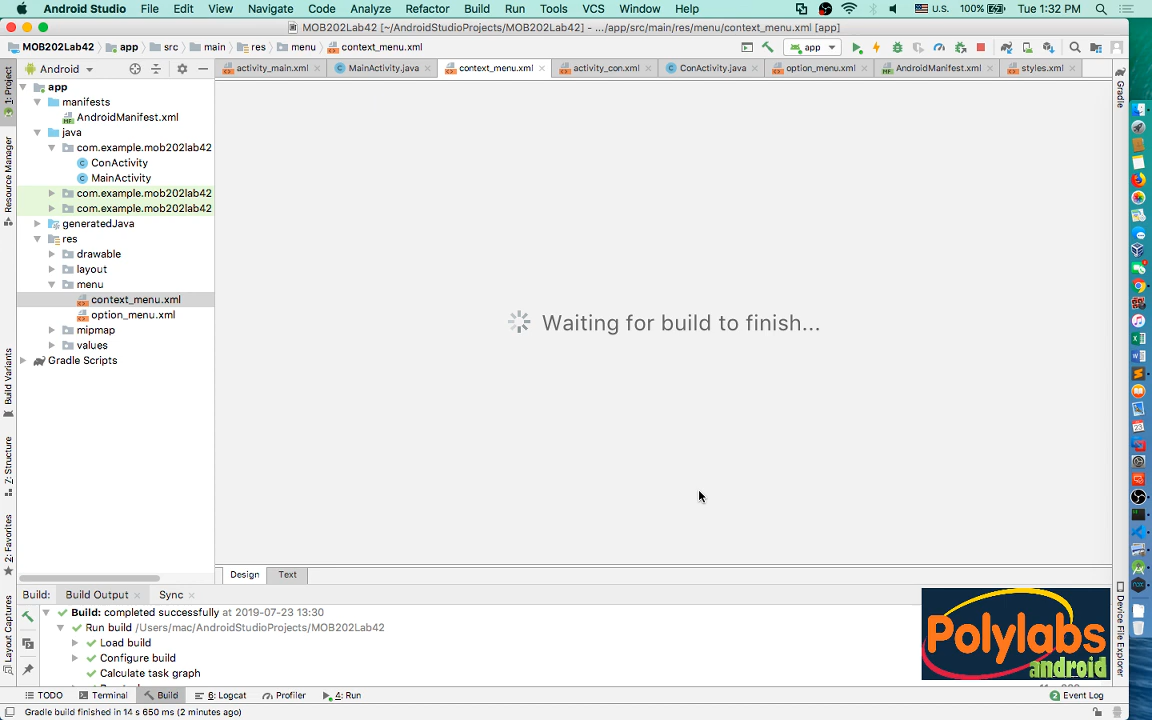 Android Studio File Edit View Navigate Code Analyze Refactor Build Run Tools VCS Window Help U.S. 100% Tue 1:32 PM
MOB202Lab42 [~/AndroidStudioProjects/MOB202Lab42] - .../app/src/main/res/menu/context_menu.xml [app]
MOB202Lab42 app src main res menu context_menu.xml app
Android activity_main.xml MainActivity.java context_menu.xml activity_con.xml ConActivity.java option_menu.xml AndroidManifest.xml styles.xml
1: Project
Resource Manager
Build Variants
Z: Structure
2: Favorites
Layout Captures
app
manifests
AndroidManifest.xml
java
com.example.mob202lab42
ConActivity
MainActivity
com.example.mob202lab42
com.example.mob202lab42
generatedJava
res
drawable
layout
menu
context_menu.xml
option_menu.xml
mipmap
values
Gradle Scripts
Waiting for build to finish...
Gradle
Device File Explorer
Design Text
Build: Build Output Sync
Build: completed successfully at 2019-07-23 13:30
Run build /Users/mac/AndroidStudioProjects/MOB202Lab42
Load build
Configure build
Calculate task graph
Polylabs
android
TODO Terminal Build 6: Logcat Profiler 4: Run 2 Event Log
Gradle build finished in 14 s 650 ms (2 minutes ago)